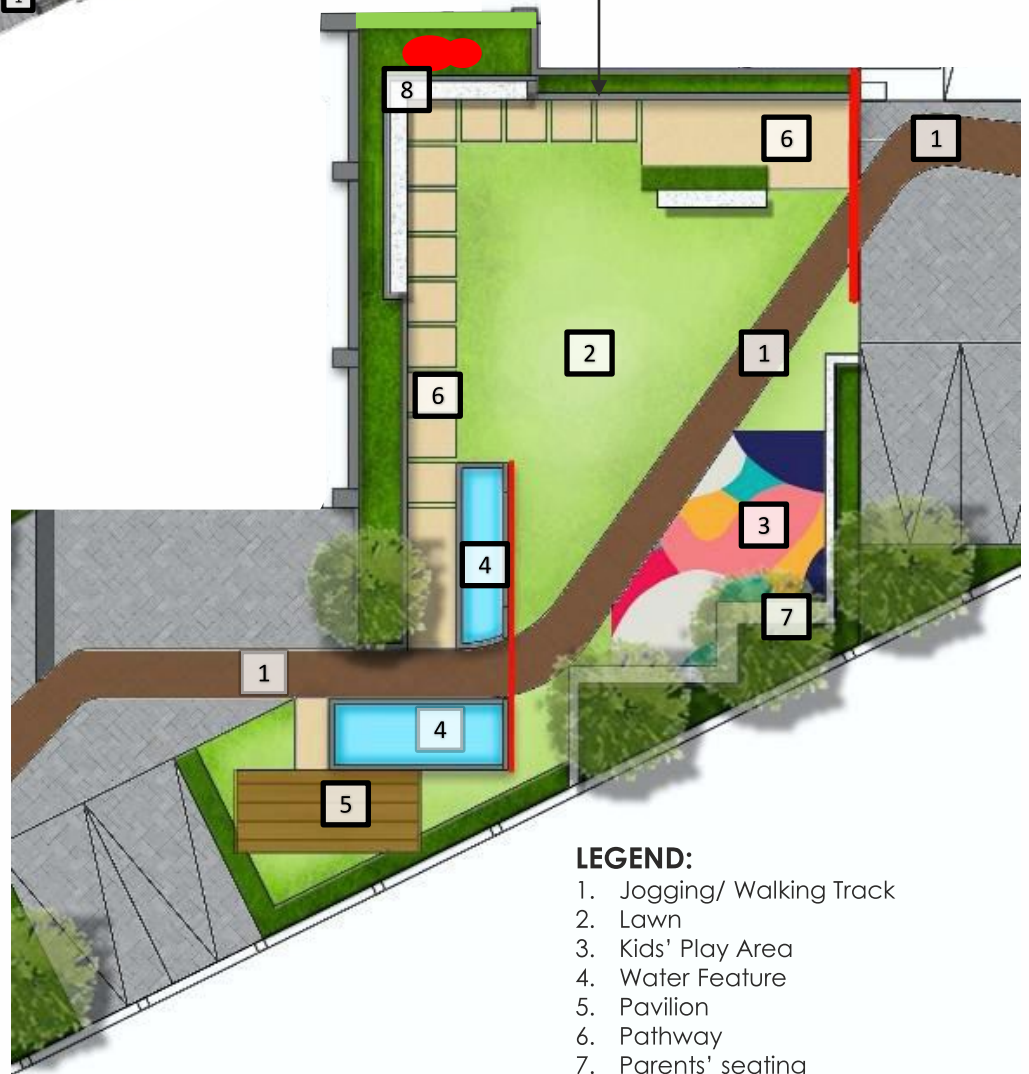 1
8
6
1
2
1
6
3
4
7
1
4
5
LEGEND:
1. Jogging/ Walking Track
2. Lawn
3. Kids' Play Area
4. Water Feature
5. Pavilion
6. Pathway
7. Parents' seating